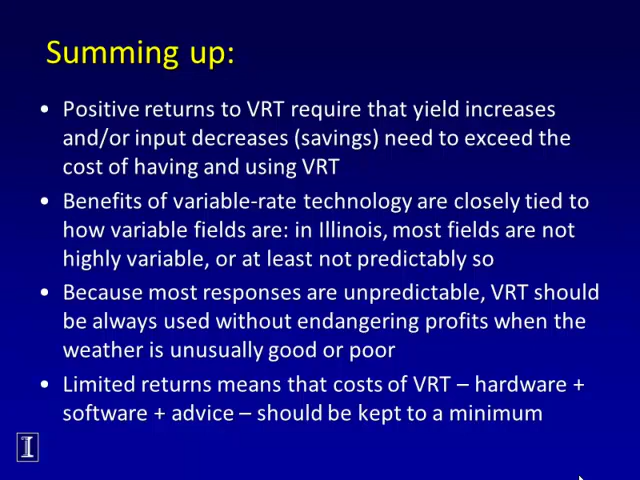 Summing up:
• Positive returns to VRT require that yield increases
and/or input decreases (savings) need to exceed the
cost of having and using VRT
• Benefits of variable-rate technology are closely tied to
how variable fields are: in Illinois, most fields are not
highly variable, or at least not predictably so
• Because most responses are unpredictable, VRT should
be always used without endangering profits when the
weather is unusually good or poor
• Limited returns means that costs of VRT – hardware +
software + advice – should be kept to a minimum
I